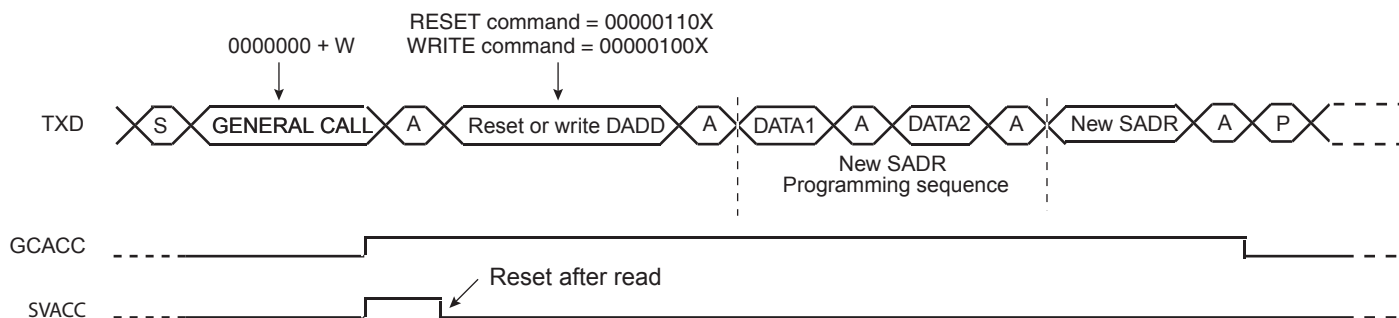 RESET command = 00000110X
0000000 + W
WRITE command = 00000100X
TXD
S
GENERAL CALL
A
Reset or write DADD
A
DATA1
A
DATA2
A
New SADR
A
P
New SADR
Programming sequence
GCACC
Reset after read
SVACC